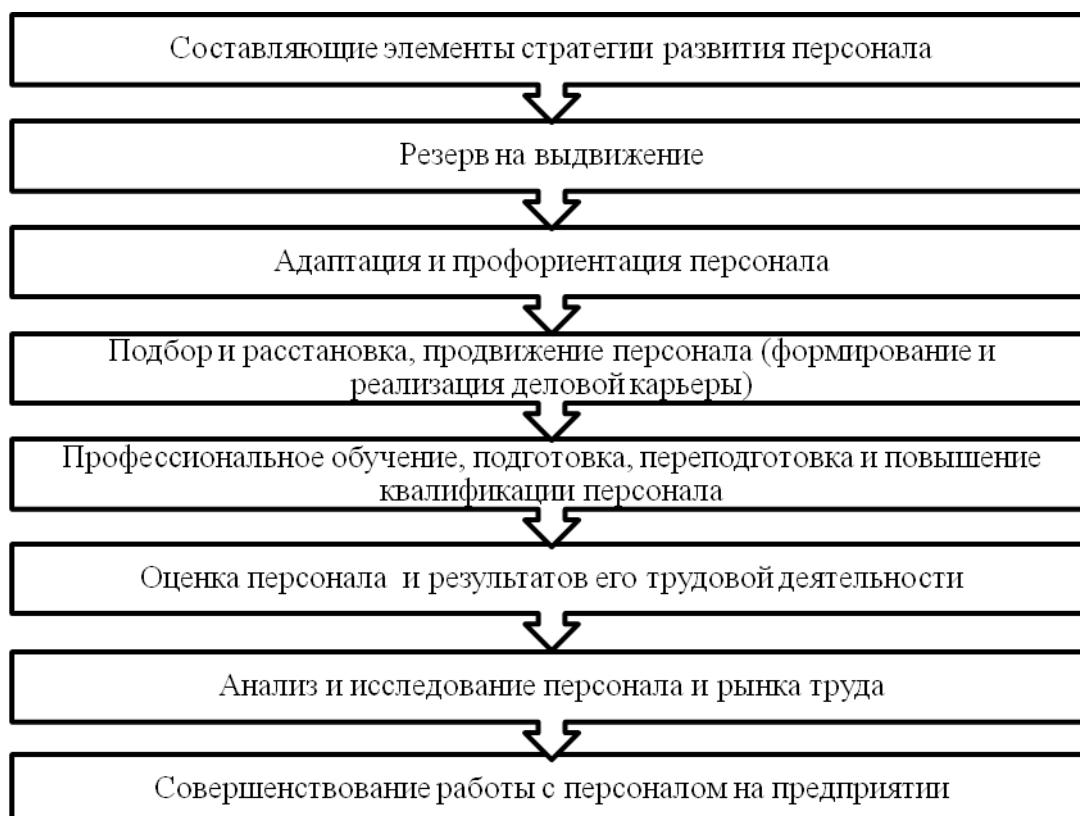 Составляющие элементы стратегии развития персонала
Резерв на выдвижение
Адаптация и профориентация персонала
Подбор и расстановка, продвижение персонала (формирование и
реализация деловой карьеры)
Профессиональное обучение, подготовка, переподготовка и повышение
квалификации персонала
Оценка персонала и результатов его трудовой деятельности
Анализ и исследование персонала и рынка труда
Совершенствование работы с персоналом на предприятии